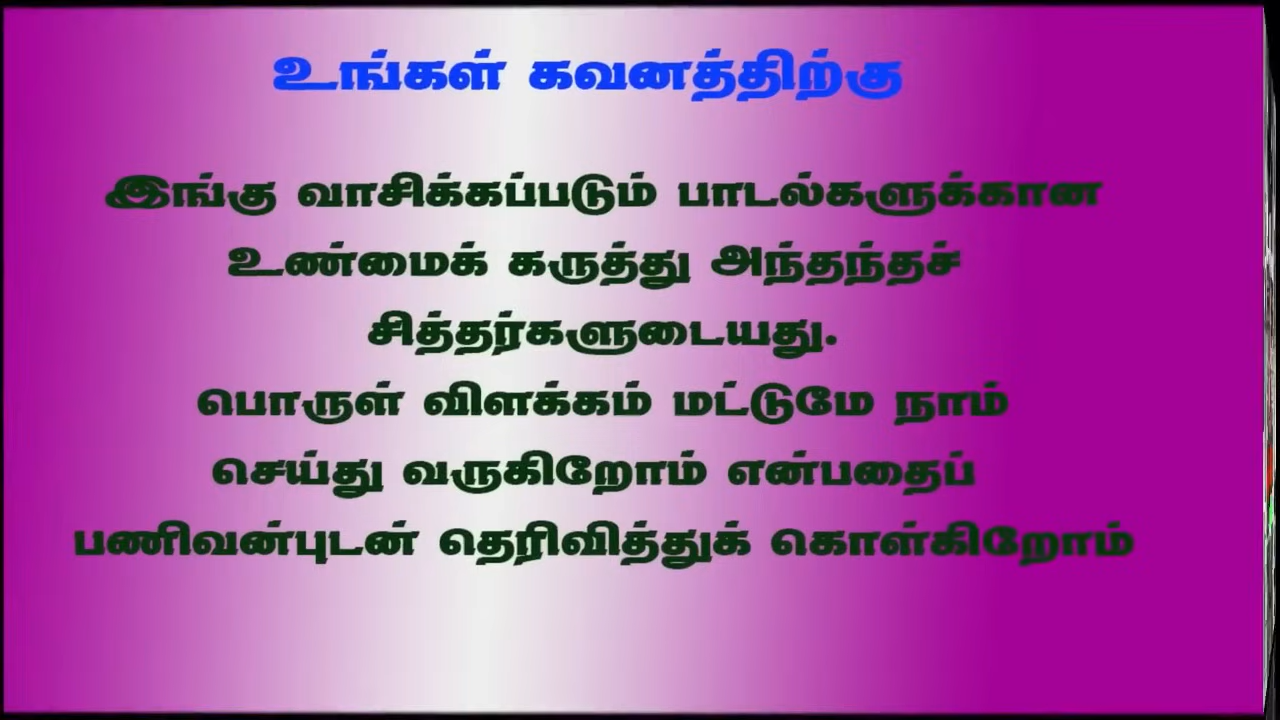 உங்கள் கவனத்திற்கு
இங்கு வாசிக்கப்படும் பாடல்களுக்கான
உண்மைக் கருத்து அந்தந்தச்
சித்தர்களுடையது.
பொருள் விளக்கம் மட்டுமே நாம்
செய்து வருகிறோம் என்பதைப்
பணிவன்புடன் தெரிவித்துக் கொள்கிறோம்